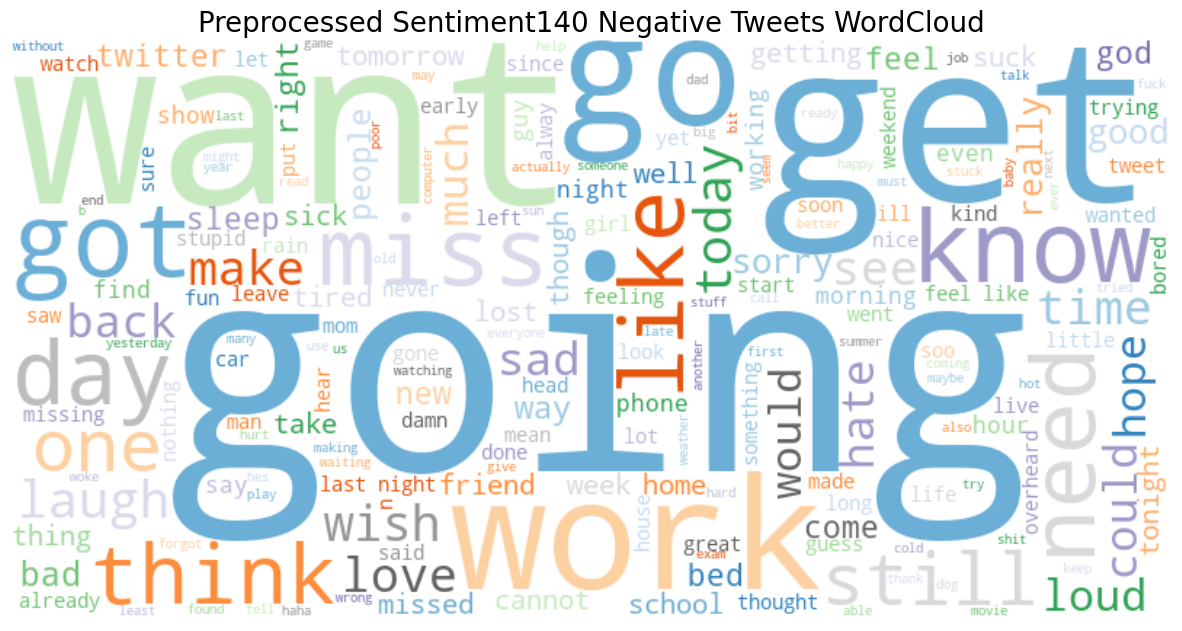 Preprocessed Sentiment140 Negative Tweets WordCloud
without
watch
twitter
let
right
game
tomorrow
since
help
go
dad
getting
feel
job
suck
god
want
get
talk
fuck
may
early
guy
alway
show
last
put
people
poor
much
computer
sure
might
year
read
actually
someone
yet
big
bit
working
ready
weekend
trying
really
good
even
tweet
seem
happy
stuck
baby
next
ever
must
night
well
today
end
b
got
sleep
sick
left
sun
girl
soon
better
ill
kind
wanted
stupid
rain
miss
old
though
like
sorry
see
nice
know
bored
make
find
fun
leave
tired
never
feeling
stuff
start
call
morning
feel like
tried
saw
back
lost
went
time
yesterday
many
mom
us
use
everyone
late
first
summer
soo
coming
maybe
little
going
car
gone
watching
sad
look
another
day
hear
new
head
way
phone
hot
live
need
hope
missing
nothing
man
hurt
take
damn
mean
done
lot
weather
something
would
hate
also
hour
one
making
waiting
give
overheard
could
tonight
woke
say
hes
play
last night
n
friend
week
home
hard
made
long
life
try
laugh
wish
work
house
come
thing
forgot
said
great
exam
guess
cold
shit
think
love
bed
still
thank
dog
keep
bad
already
least
found
tell
haha
wrong
missed
cannot
school
thought
able
movie
loud